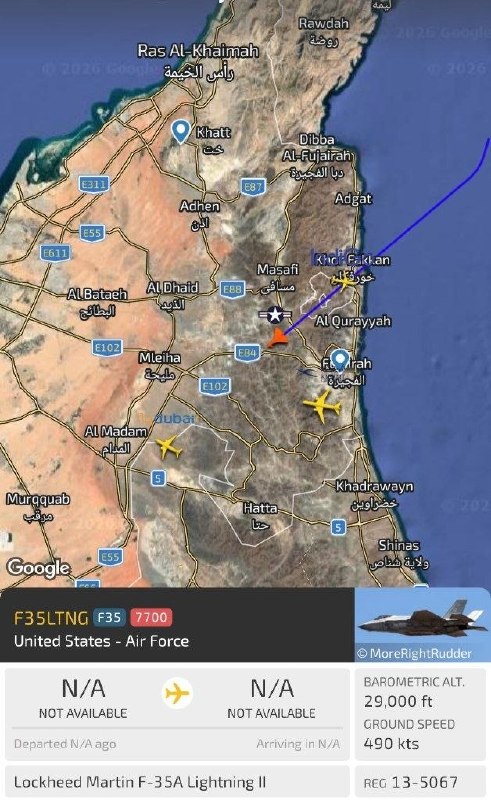 ليمة
Rawdah
روضة
© 2026 Google
Ras Al-Khaimah
رأس الخيمة
Khatt
خت
Dibba
Al-Fujairah
دبا الفجيرة
E311
E87
Adgat
Adhen
اذن
E55
E611
Khor Fakkan
خورفكان
Masafi
مسافي
Al Dhaid
الذيد
E88
Al Bataeh
البطائح
Al Qurayyah
E102
E84
Mleiha
مليحة
Fujairah
الفجيرة
E102
dubai
Al Madam
المدام
5
Khadrawayn
خضراوين
Murqquab
مرقب
Hatta
حتا
5
Shinas
ولاية شناص
E55
Google
F35LTNG F35 7700
United States - Air Force
© MoreRightRudder
N/A
NOT AVAILABLE
N/A
NOT AVAILABLE
Departed N/A ago
Arriving in N/A
BAROMETRIC ALT.
29,000 ft
GROUND SPEED
490 kts
Lockheed Martin F-35A Lightning II
REG 13-5067